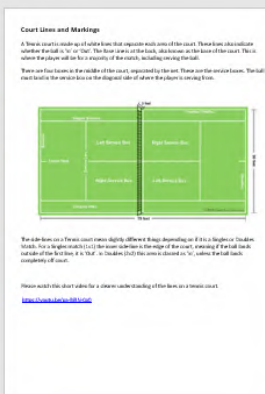 Court Lines and Markings
A Tennis court is made up of white lines that separate each area of the court. These lines also indicate
whether the ball is 'in' or 'Out'. The Base Line is at the back, also known as the base of the court. This is
where the player will be for a majority of the match, including serving the ball.
There are four boxes in the middle of the court, separated by the net. These are the service boxes. The ball
must land in the service box on the diagonal side of where the player is serving from.
Left Service Box
Right Service Box
Right Service Box
Left Service Box
78 feet
The side lines on a Tennis court mean slightly different things depending on if it is a Singles or Doubles
Match. For a Singles match (1v1) the inner side line is the edge of the court, meaning if the ball lands
outside of the first line, it is 'Out'. In Doubles (2v2) this area is classed as 'in', unless the ball lands
completely off court.
Please watch this short video for a clearer understanding of the lines on a tennis court.